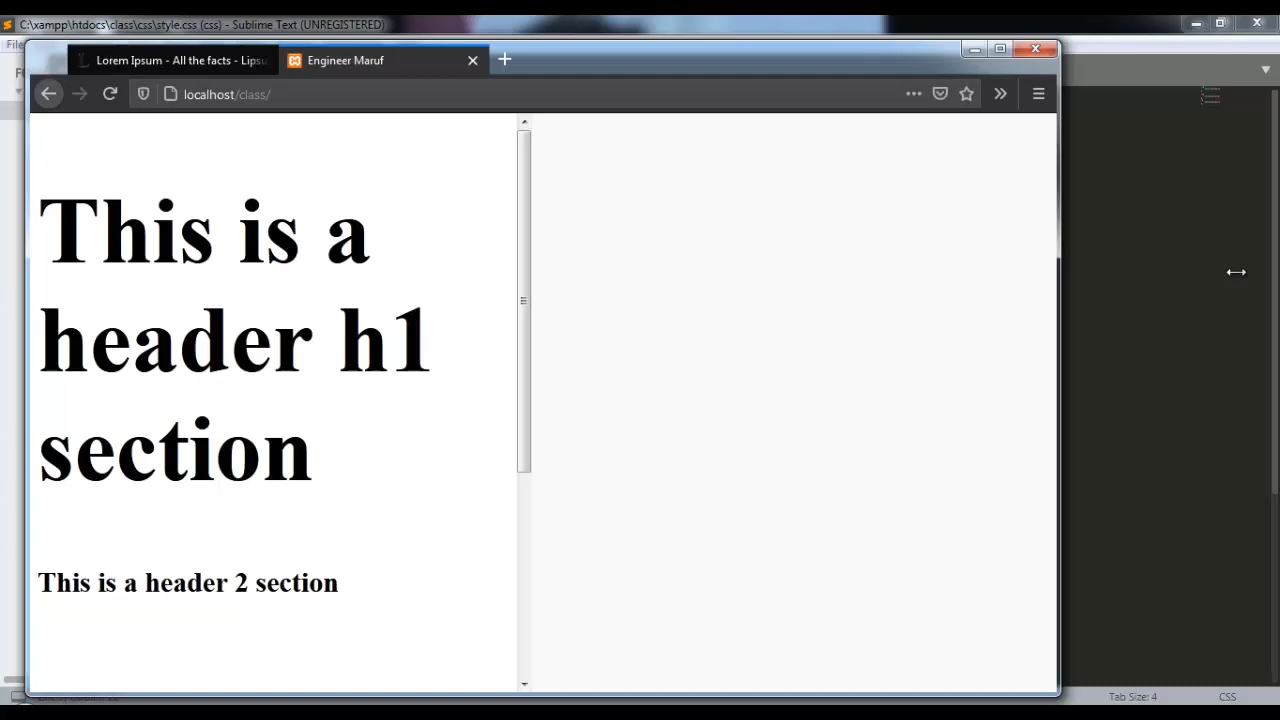 C:\xampp\htdocs\class\css\style.css (css) - Sublime Text (UNREGISTERED)
File
Lorem Ipsum - All the facts - Lipsu
Engineer Maruf
localhost/class/
This is a
header h1
section
This is a header 2 section
Tab Size: 4
CSS